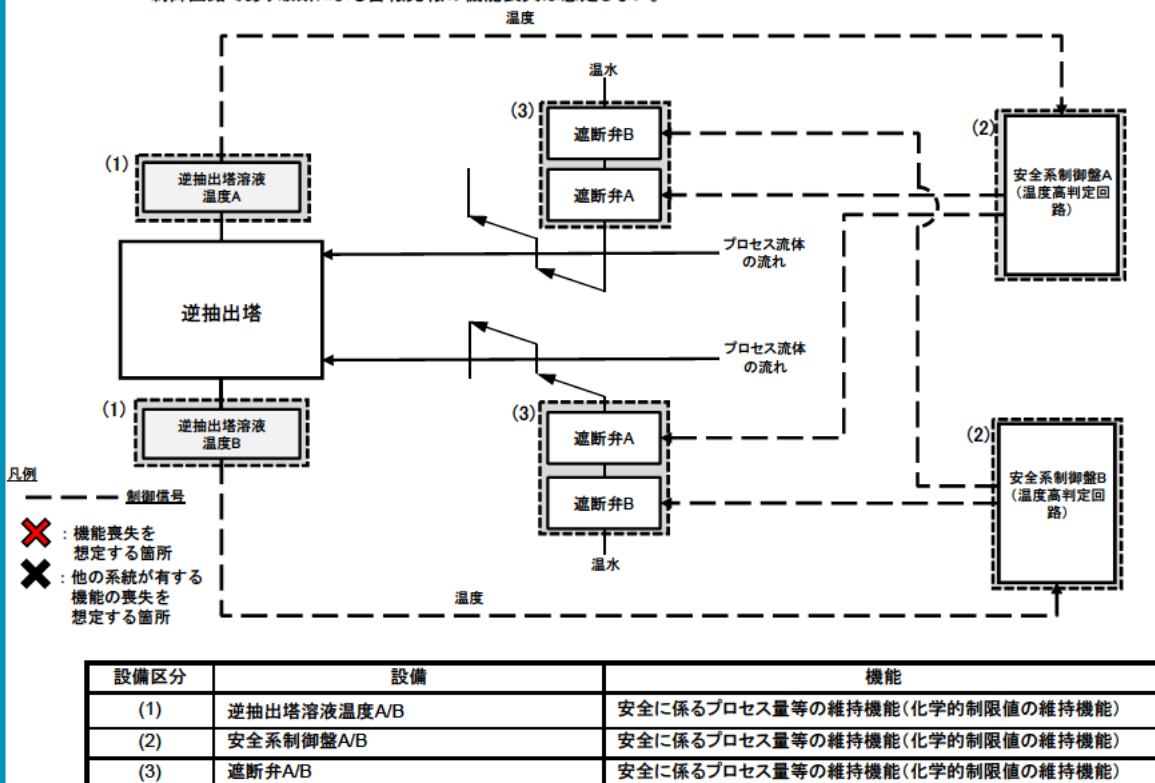 温度
温水
(3)
遮断弁B
(2)
(1)
安全系制御盤A
(温度高判定回
路)
逆抽出塔溶液
温度A
遮断弁A
プロセス流体
の流れ
逆抽出塔
プロセス流体
の流れ
(1)
(3)
逆抽出塔溶液
温度B
遮断弁A
(2)
凡例
制御信号
遮断弁B
安全系制御盤B
(温度高判定回
路)
:機能喪失を
想定する箇所
温水
:他の系統が有する
機能の喪失を
想定する箇所
温度
設備区分 設備 機能
(1) 逆抽出塔溶液温度A/B 安全に係るプロセス量等の維持機能(化学的制限値の維持機能)
(2) 安全系制御盤A/B 安全に係るプロセス量等の維持機能(化学的制限値の維持機能)
(3) 遮断弁A/B 安全に係るプロセス量等の維持機能(化学的制限値の維持機能)